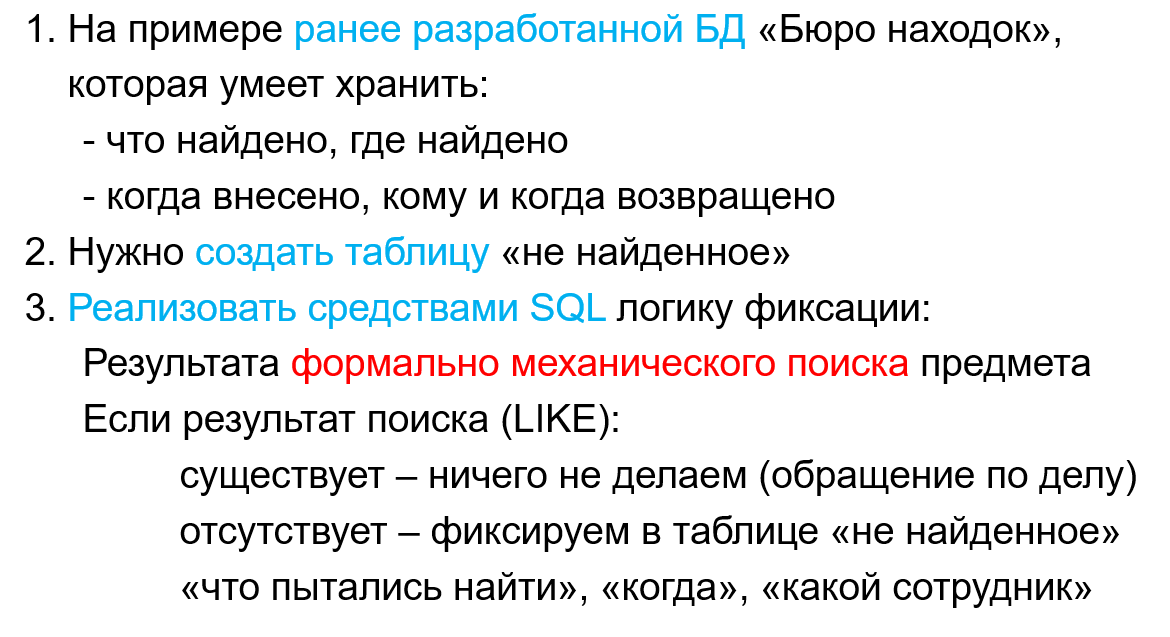 1. На примере ранее разработанной БД «Бюро находок»,
которая умеет хранить:
- что найдено, где найдено
- когда внесено, кому и когда возвращено
2. Нужно создать таблицу «не найденное»
3. Реализовать средствами SQL логику фиксации:
Результата формально механического поиска предмета
Если результат поиска (LIKE):
существует – ничего не делаем (обращение по делу)
отсутствует – фиксируем в таблице «не найденное»
«что пытались найти», «когда», «какой сотрудник»